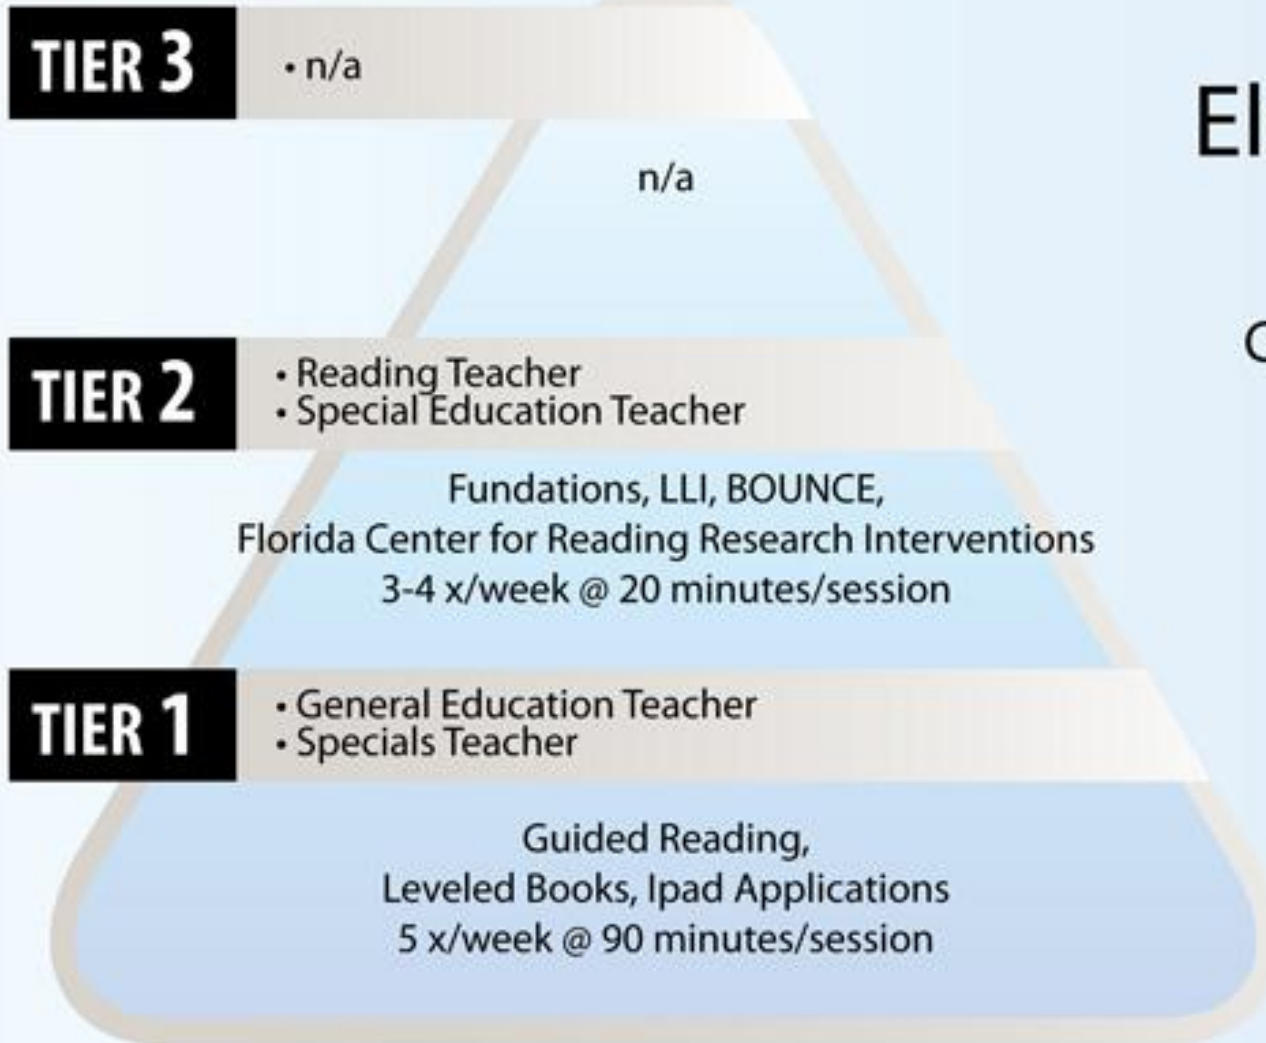 TIER 3
• n/a
n/a
TIER 2
• Reading Teacher
• Special Education Teacher
Fundations, LLI, BOUNCE,
Florida Center for Reading Research Interventions
3-4 x/week @ 20 minutes/session
TIER 1
• General Education Teacher
• Specials Teacher
Guided Reading,
Leveled Books, Ipad Applications
5 x/week @ 90 minutes/session
El